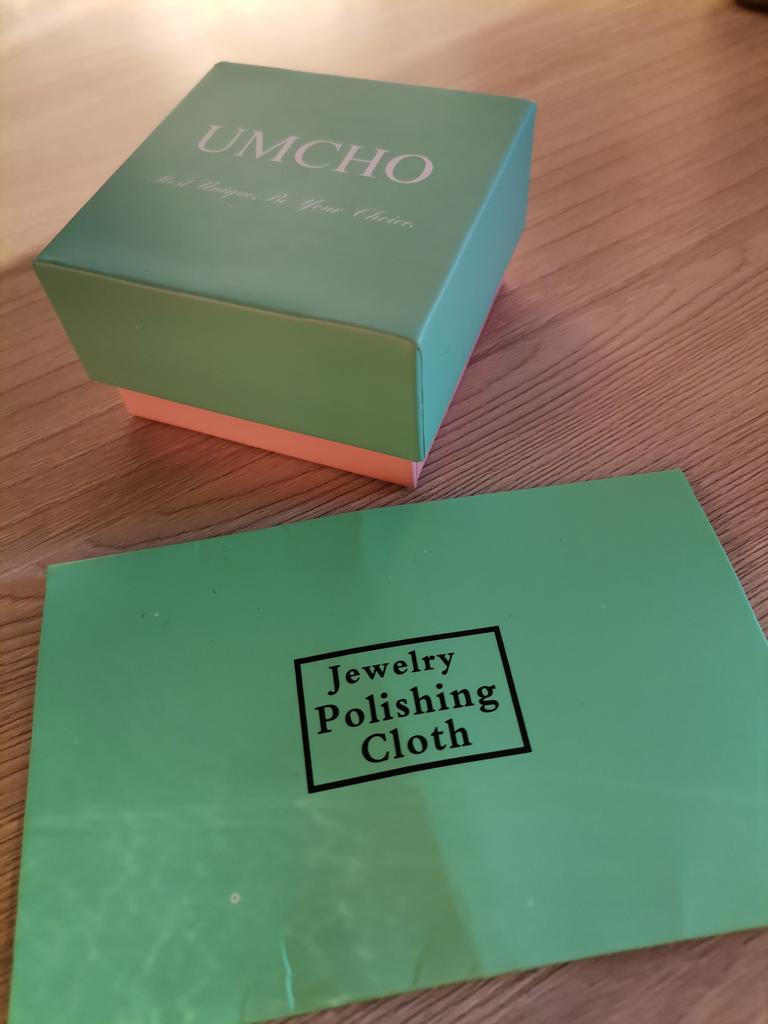 UMCHO
Most Unique, Be Your Choice.
Jewelry
Polishing
Cloth